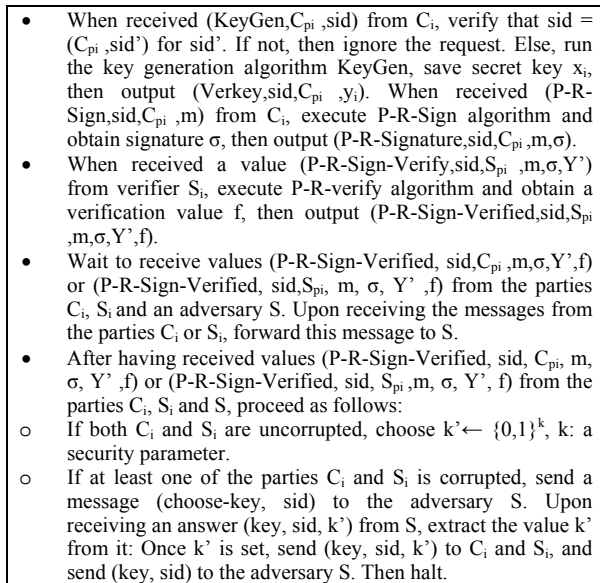 • When received (KeyGen,Cpi ,sid) from Ci, verify that sid =
(Cpi ,sid’) for sid’. If not, then ignore the request. Else, run
the key generation algorithm KeyGen, save secret key xi,
then output (Verkey,sid,Cpi ,yi). When received (P-R-
Sign,sid,Cpi ,m) from Ci, execute P-R-Sign algorithm and
obtain signature σ, then output (P-R-Signature,sid,Cpi ,m,σ).
• When received a value (P-R-Sign-Verify,sid,Spi ,m,σ,Y’)
from verifier Si, execute P-R-verify algorithm and obtain a
verification value f, then output (P-R-Sign-Verified,sid,Spi
,m,σ,Y’,f).
• Wait to receive values (P-R-Sign-Verified, sid,Cpi ,m,σ,Y’,f)
or (P-R-Sign-Verified, sid,Spi, m, σ, Y’ ,f) from the parties
Ci, Si and an adversary S. Upon receiving the messages from
the parties Ci or Si, forward this message to S.
• After having received values (P-R-Sign-Verified, sid, Cpi, m,
σ, Y’ ,f) or (P-R-Sign-Verified, sid, Spi ,m, σ, Y’, f) from the
parties Ci, Si and S, proceed as follows:
o If both Ci and Si are uncorrupted, choose k’← {0,1}k, k: a
security parameter.
o If at least one of the parties Ci and Si is corrupted, send a
message (choose-key, sid) to the adversary S. Upon
receiving an answer (key, sid, k’) from S, extract the value k’
from it: Once k’ is set, send (key, sid, k’) to Ci and Si, and
send (key, sid) to the adversary S. Then halt.